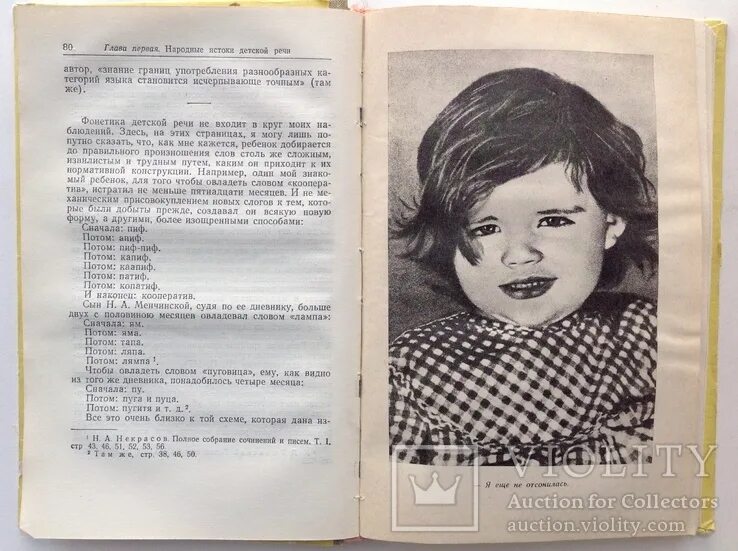 80 Глава первая. Народные истоки детской речи
автор, «знание границ употребления разнообразных ка-
тегорий языка становится исчерпывающе точным» (там
же).
Фонетика детской речи не входит в круг моих на-
блюдений. Здесь, на этих страницах, я могу лишь по-
путно сказать, что, как мне кажется, ребенок добирается
до правильного произношения слов столь же сложным,
извилистым и трудным путем, каким он приходит к их
нормативной конструкции. Например, один мой знако-
мый ребенок, для того чтобы овладеть словом «коопера-
тив», истратил не меньше пятнадцати месяцев. И не ме-
ханическим присовокуплением новых слогов к тем, кото-
рые были добыты прежде, создавал он всякую новую
форму, а другими, более изощренными способами:
Сначала: пиф.
Потом: апиф.
Потом: пиф-пиф.
Потом: капиф.
Потом: каапиф.
Потом: патиф.
Потом: копатиф.
И наконец: кооператив.
Сын Н. А. Менчинской, судя по ее дневнику, больше
двух с половиною месяцев овладевал словом «лампа»:
Сначала: ям.
Потом: яма.
Потом: тапа.
Потом: ляпа.
Потом: лямпа ¹.
Чтобы овладеть словом «пуговица», ему, как видно
из того же дневника, понадобилось четыре месяца:
Сначала: пу.
Потом: пуга и пуца.
Потом: пугитя и т. д.².
Все это очень близко к той схеме, которая дана из-
¹ Н. А. Некрасов. Полное собрание сочинений и писем. Т. I,
стр 43, 46, 51, 52, 53, 56.
² Там же, стр. 38, 46, 50.
— Я еще не отсонилась.
VIOLITY
Auction for Collectors
auction.violity.com